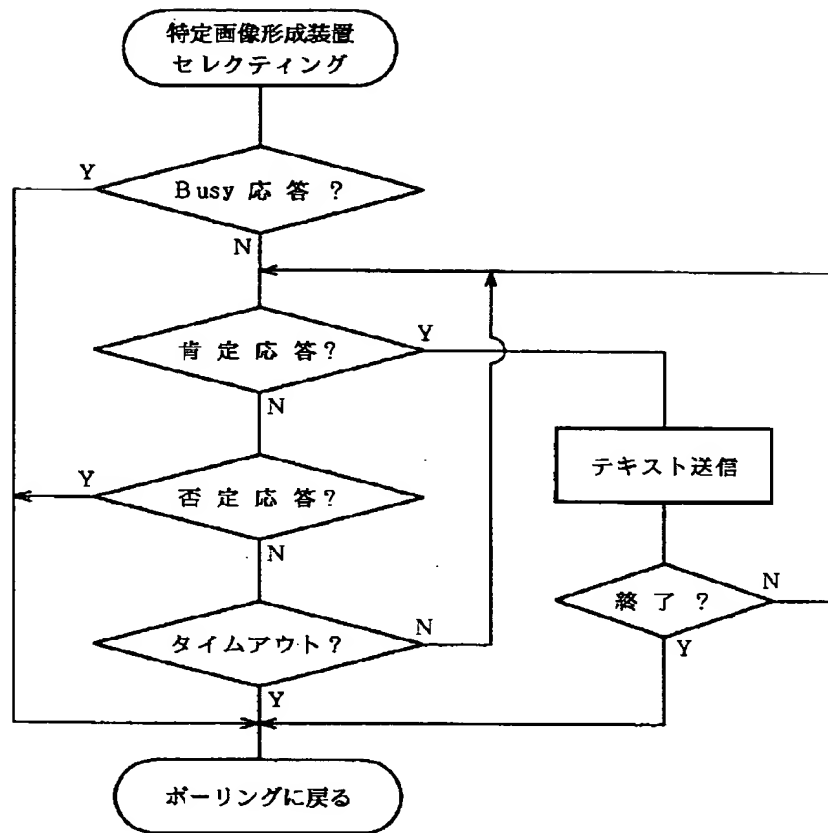 特定画像形成装置
セレクティング
Y
Busy 応答 ?
N
肯定応答?
Y
N
テキスト送信
Y
否定応答?
N
終了?
N
Y
タイムアウト?
N
Y
ポーリングに戻る